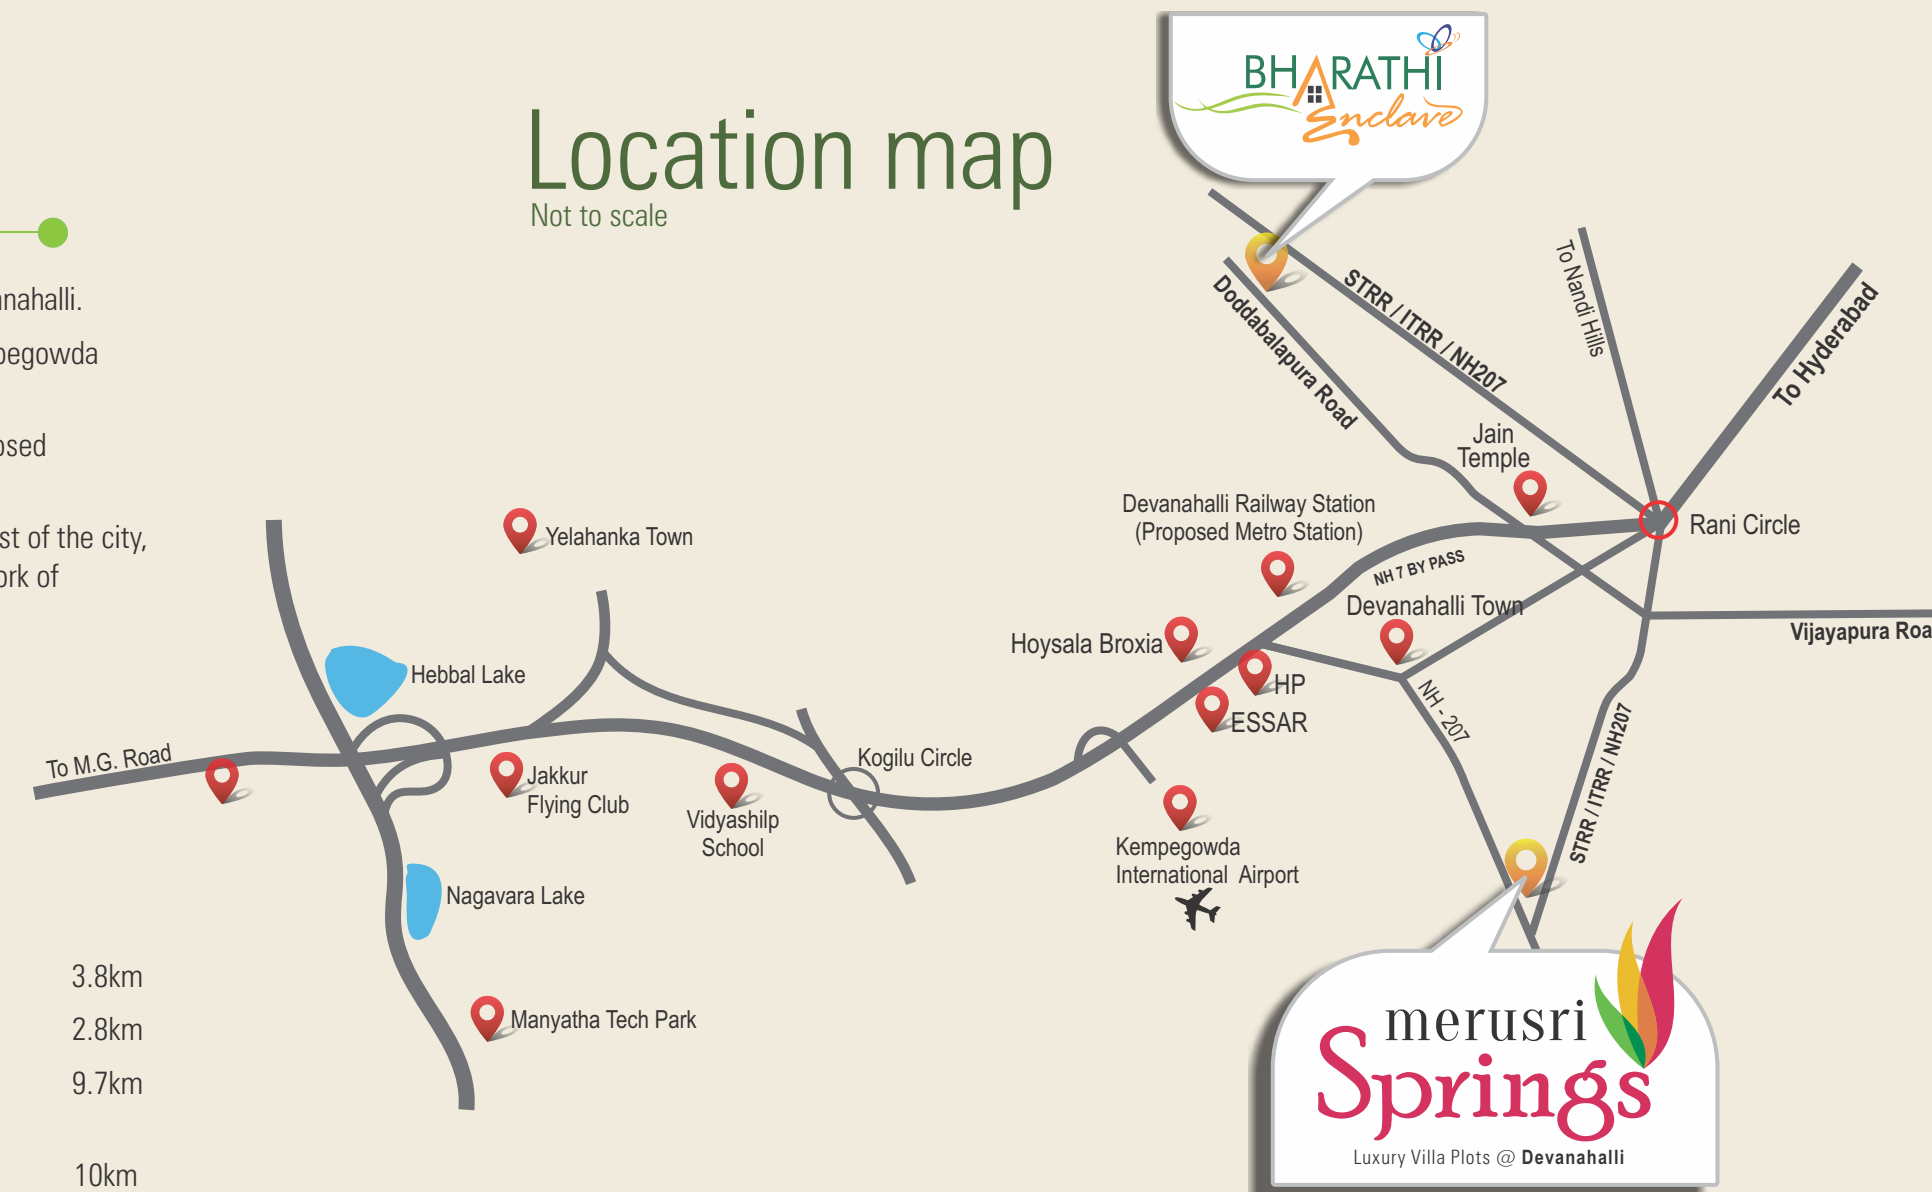 BHARATHI
Enclave
Location map
Not to scale
nahalli.
pegowda
osed
st of the city,
ork of
3.8km
2.8km
9.7km
10km
To Nandi Hills
To Hyderabad
STRR / ITRR / NH207
Doddabalapura Road
Jain
Temple
Devanahalli Railway Station
(Proposed Metro Station)
Rani Circle
NH 7 BY PASS
Devanahalli Town
Vijayapura Roa
Yelahanka Town
Hoysala Broxia
HP
ESSAR
NH - 207
STRR / ITRR / NH207
Hebbal Lake
To M.G. Road
Jakkur
Flying Club
Vidyashilp
School
Kogilu Circle
Kempegowda
International Airport
Nagavara Lake
Manyatha Tech Park
merusri
Springs
Luxury Villa Plots @ Devanahalli